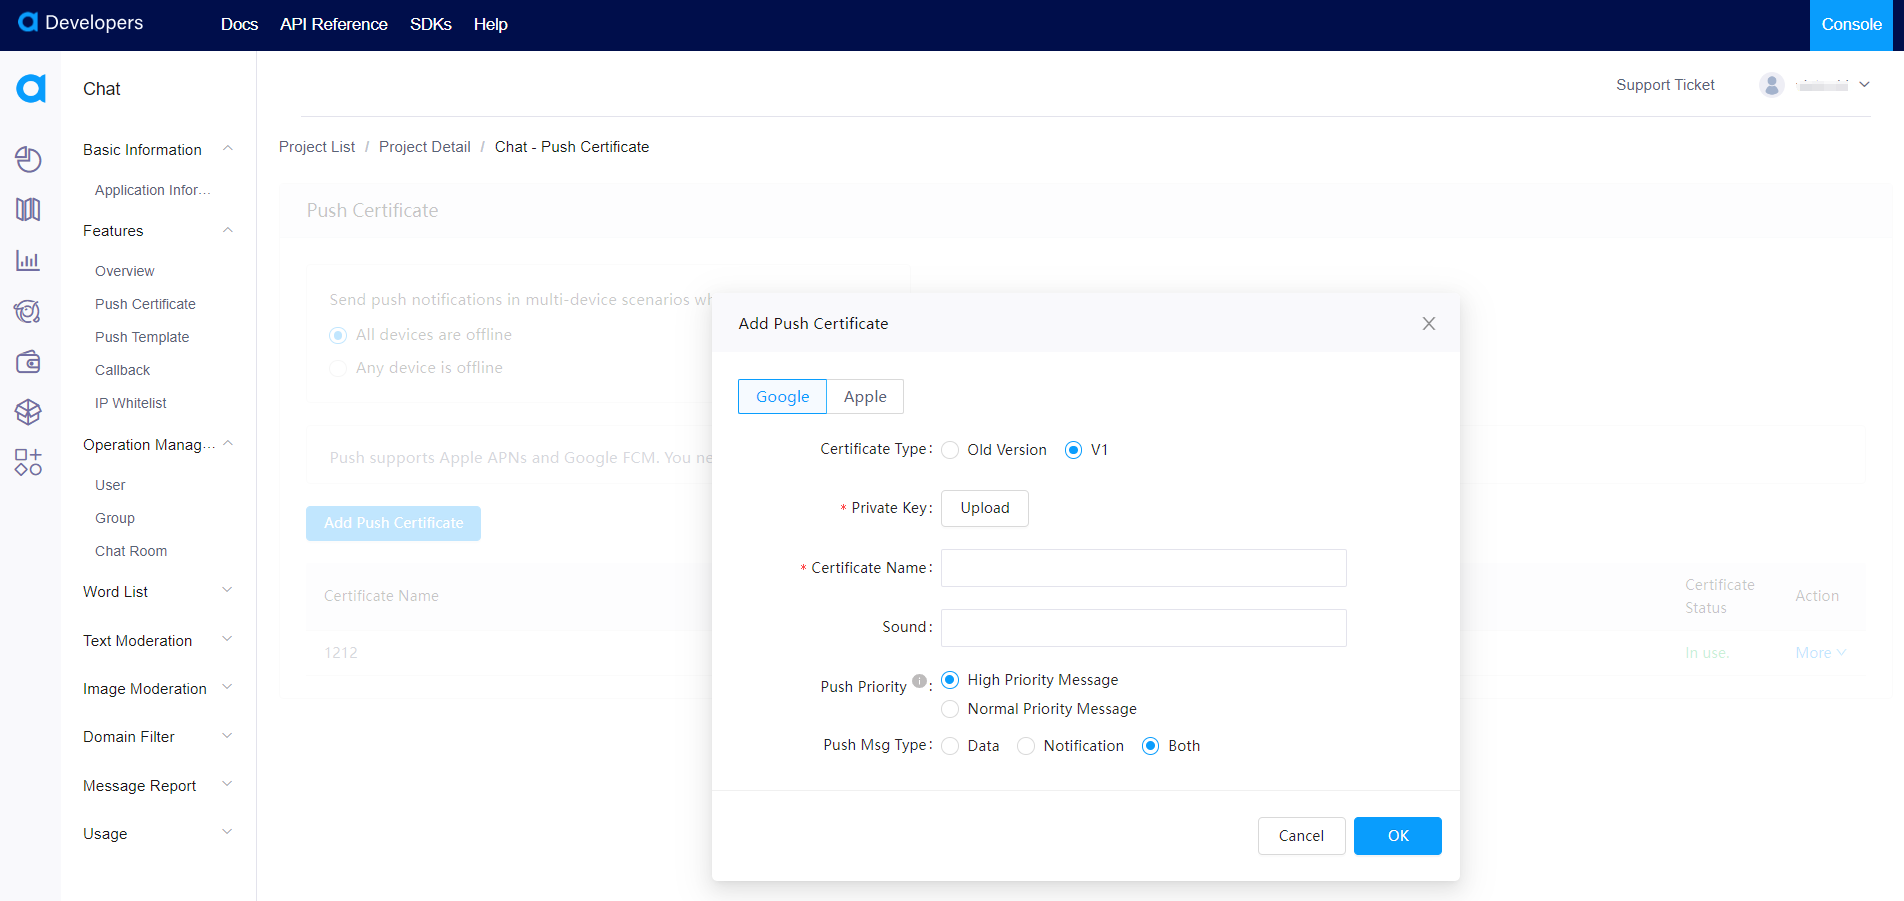 Developers Docs API Reference SDKs Help Console
Chat
Support Ticket
Basic Information
Application Infor...
Features
Overview
Push Certificate
Push Template
Callback
IP Whitelist
Operation Manag...
User
Group
Chat Room
Word List
Text Moderation
Image Moderation
Domain Filter
Message Report
Usage
Project List / Project Detail / Chat - Push Certificate
Push Certificate
Send push notifications in multi-device scenarios wh
All devices are offline
Any device is offline
Push supports Apple APNs and Google FCM. You ne
Add Push Certificate
Certificate Name
Certificate
Status
Action
1212
In use.
More
Add Push Certificate
Google Apple
Certificate Type: Old Version V1
* Private Key: Upload
* Certificate Name:
Sound:
Push Priority i : High Priority Message
Normal Priority Message
Push Msg Type: Data Notification Both
Cancel OK